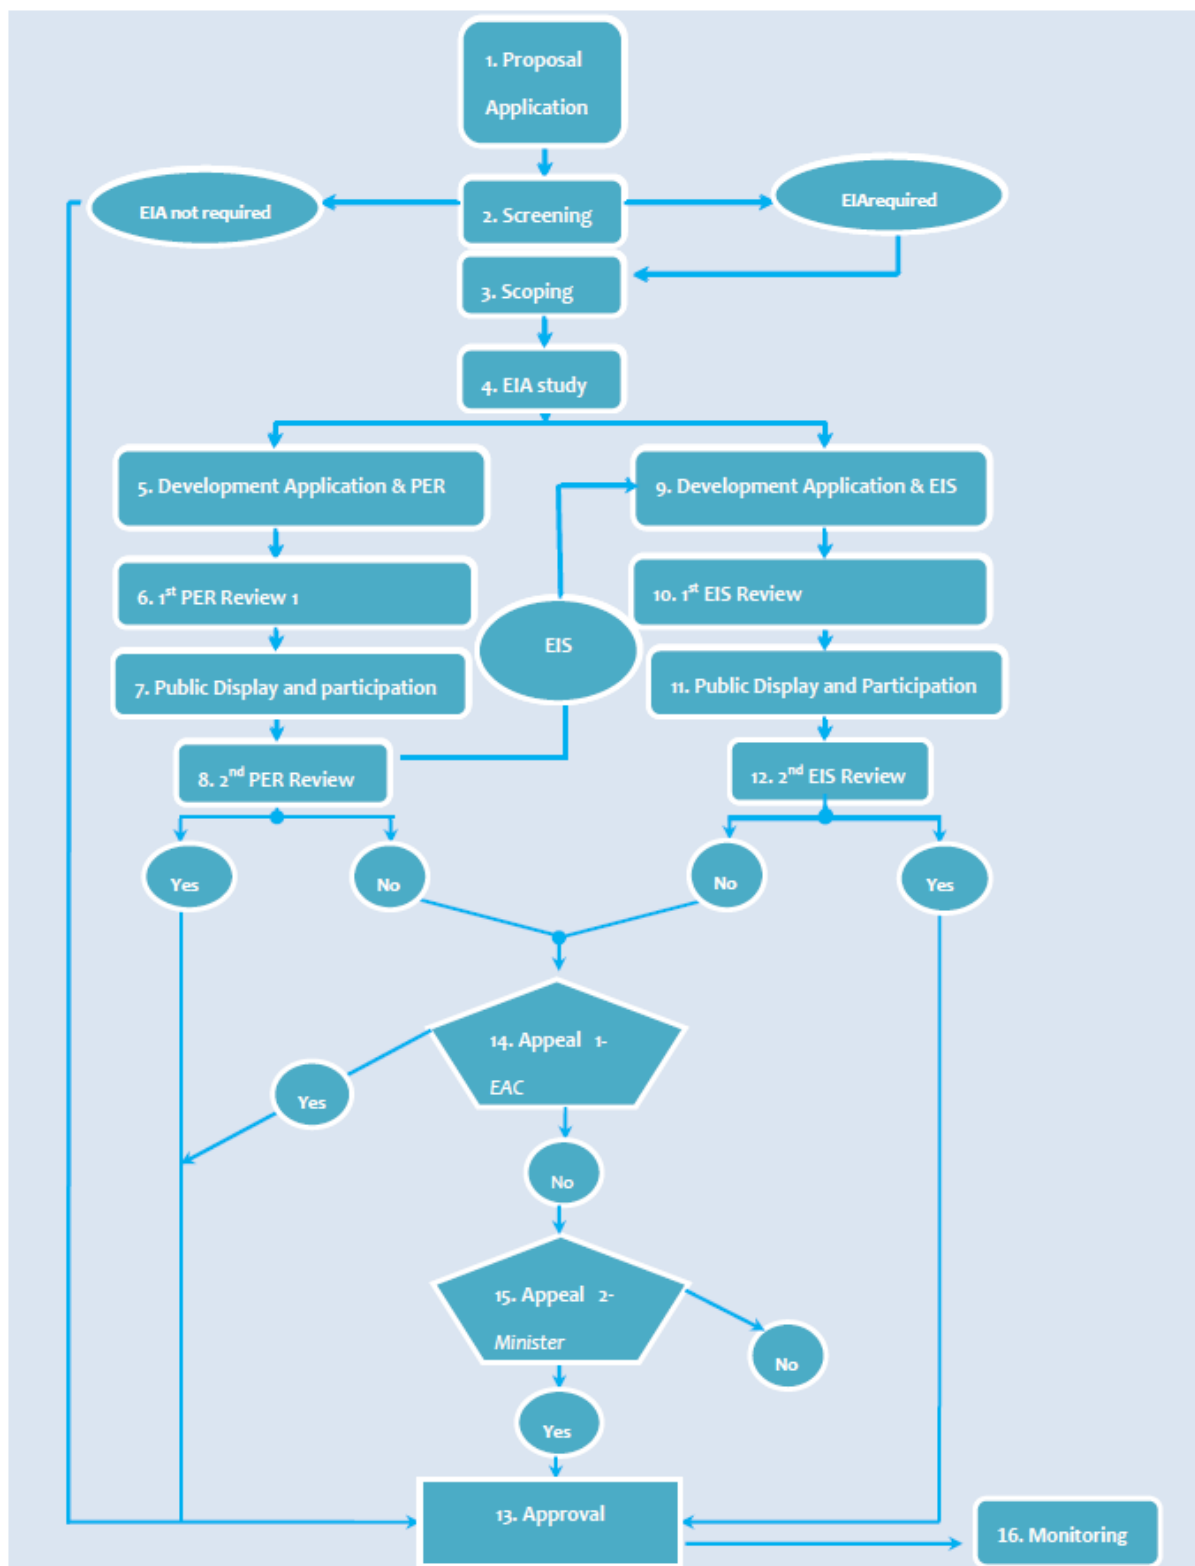 1. Proposal
Application
EIA not required
2. Screening
EIArequired
3. Scoping
4. EIA study
5. Development Application & PER
9. Development Application & EIS
6. 1st PER Review 1
10. 1st EIS Review
EIS
7. Public Display and participation
11. Public Display and Participation
8. 2nd PER Review
12. 2nd EIS Review
Yes
No
No
Yes
14. Appeal 1-
EAC
Yes
No
15. Appeal 2-
Minister
No
Yes
13. Approval
16. Monitoring